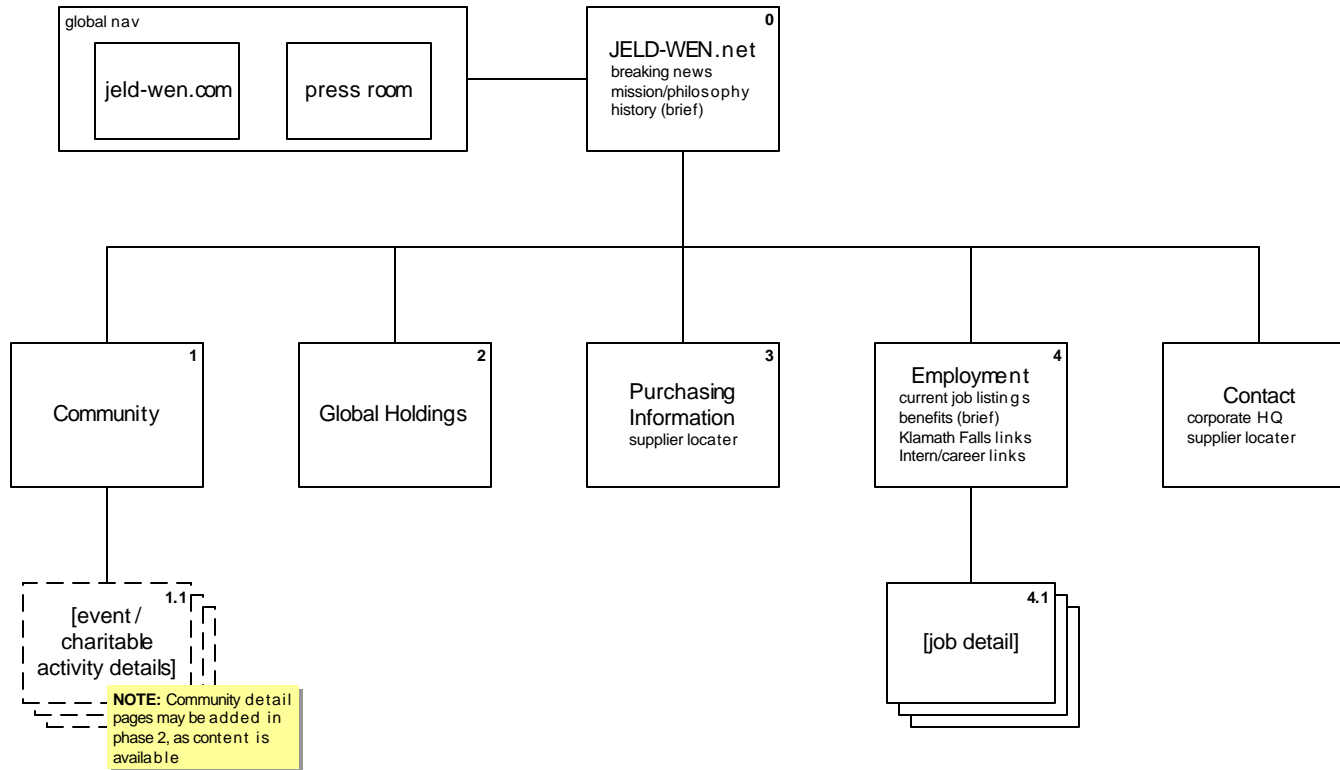 global nav
jeld-wen.com
press room
0
JELD-WEN.net
breaking news
mission/philosophy
history (brief)
1
Community
2
Global Holdings
3
Purchasing
Information
supplier locater
4
Employment
current job listings
benefits (brief)
Klamath Falls links
Intern/career links
Contact
corporate HQ
supplier locater
1.1
[event /
charitable
activity details]
NOTE: Community detail
pages may be added in
phase 2, as content is
available
4.1
[job detail]